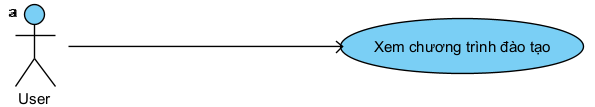 a
Xem chương trình đào tạo
User